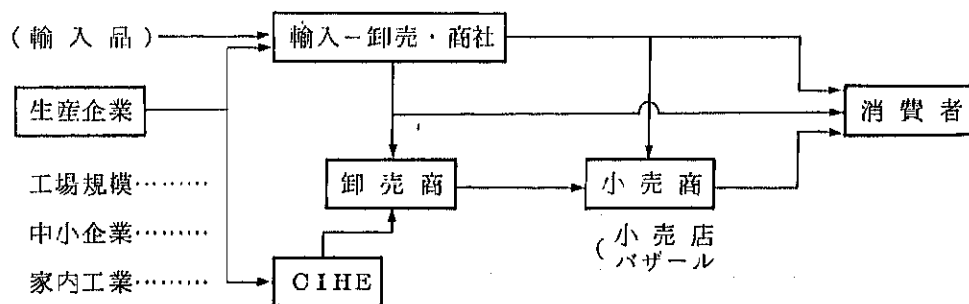 (輸入品)
輸入-卸売・商社
生産企業
消費者
工場規模………
卸売商
小売商
中小企業………
(小売店
バザール
家内工業………
CIHE